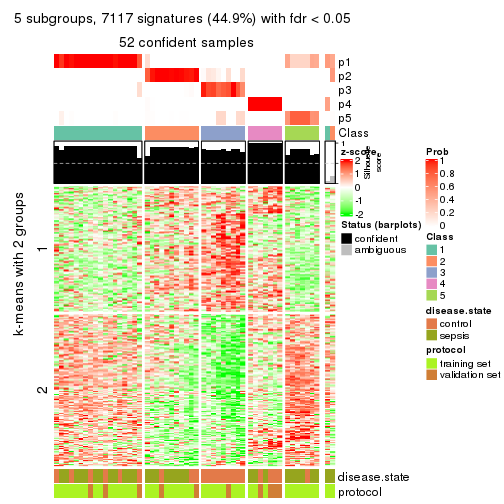 5 subgroups, 7117 signatures (44.9%) with fdr < 0.05
52 confident samples
p1
p2
p3
p4
p5
Class
1
z-score
2
1
0
-1
-2
Silhouette
score
Prob
1
0.8
0.6
0.4
0.2
0
Status (barplots)
confident
ambiguous
Class
1
2
3
4
5
disease.state
control
sepsis
protocol
training set
validation set
k-means with 2 groups
1
2
disease.state
protocol